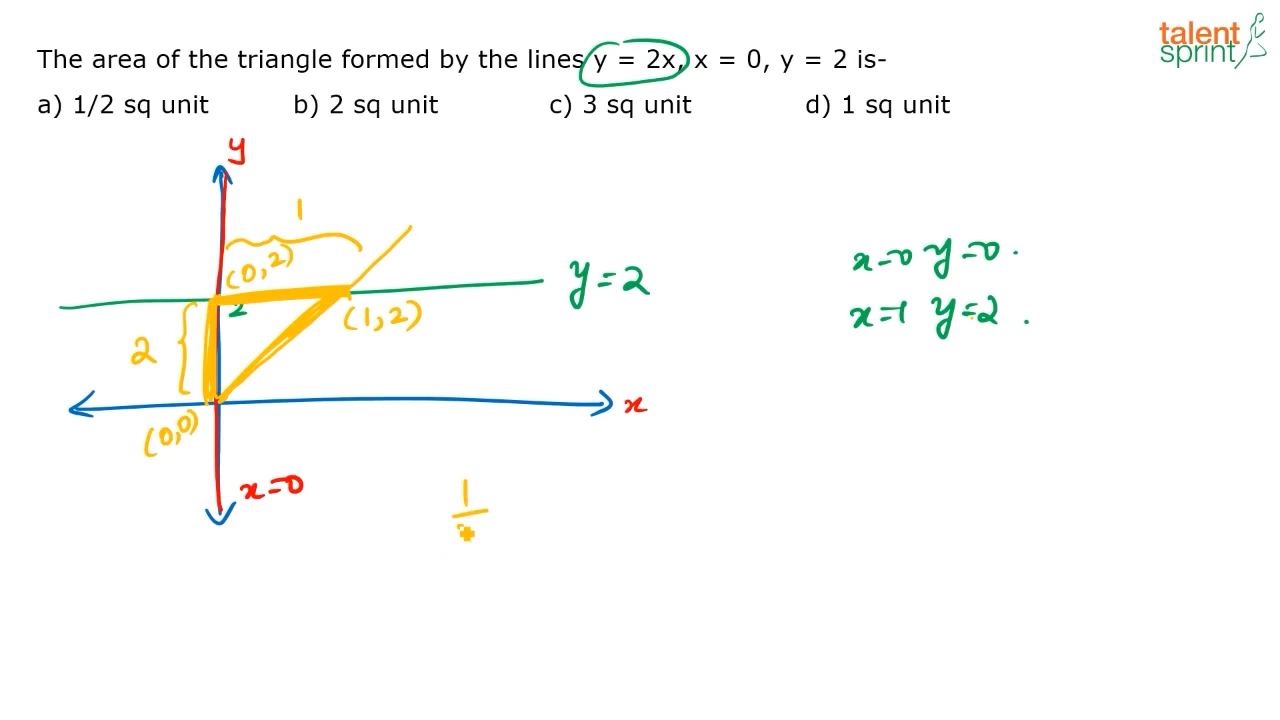 talent
sprint
The area of the triangle formed by the lines y = 2x, x = 0, y = 2 is-
a) 1/2 sq unit b) 2 sq unit c) 3 sq unit d) 1 sq unit
y
1
(0,2)
x=0 y=0.
y=2
x=1 y=2.
2
(1,2)
2
x
(0,0)
x=0
1